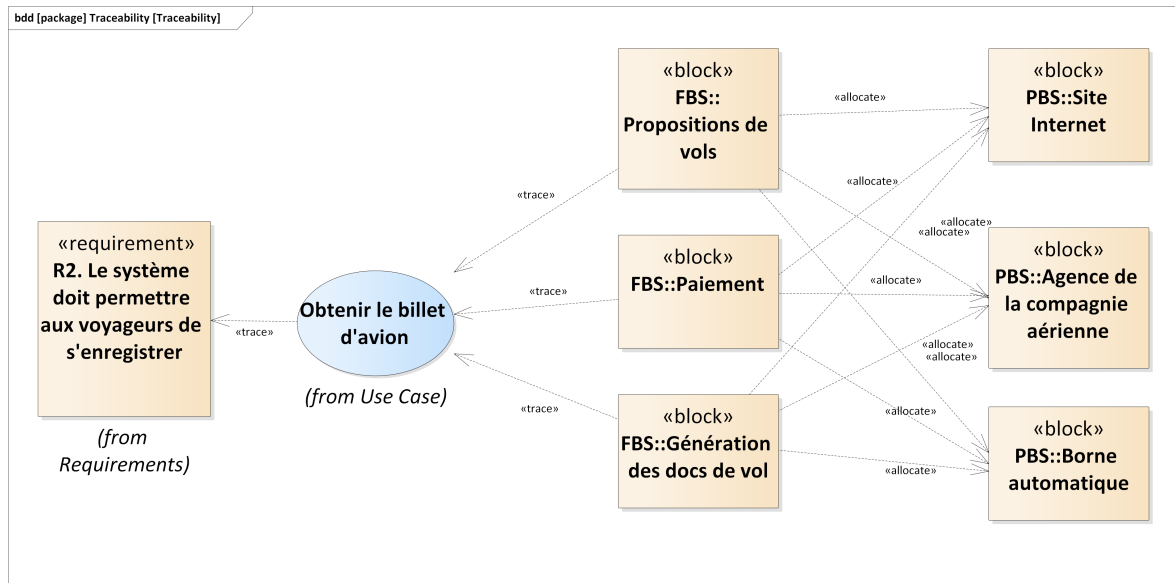 bdd [package] Traceability [Traceability]
«requirement»
R2. Le système
doit permettre
aux voyageurs de
s'enregistrer
(from
Requirements)
«trace»
Obtenir le billet
d'avion
(from Use Case)
«trace»
«trace»
«trace»
«block»
FBS::
Propositions de
vols
«block»
FBS::Paiement
«block»
FBS::Génération
des docs de vol
«allocate»
«allocate»
«allocate»
«allocate»
«allocate»
«allocate»
«allocate»
«allocate»
«allocate»
«block»
PBS::Site
Internet
«block»
PBS::Agence de
la compagnie
aérienne
«block»
PBS::Borne
automatique